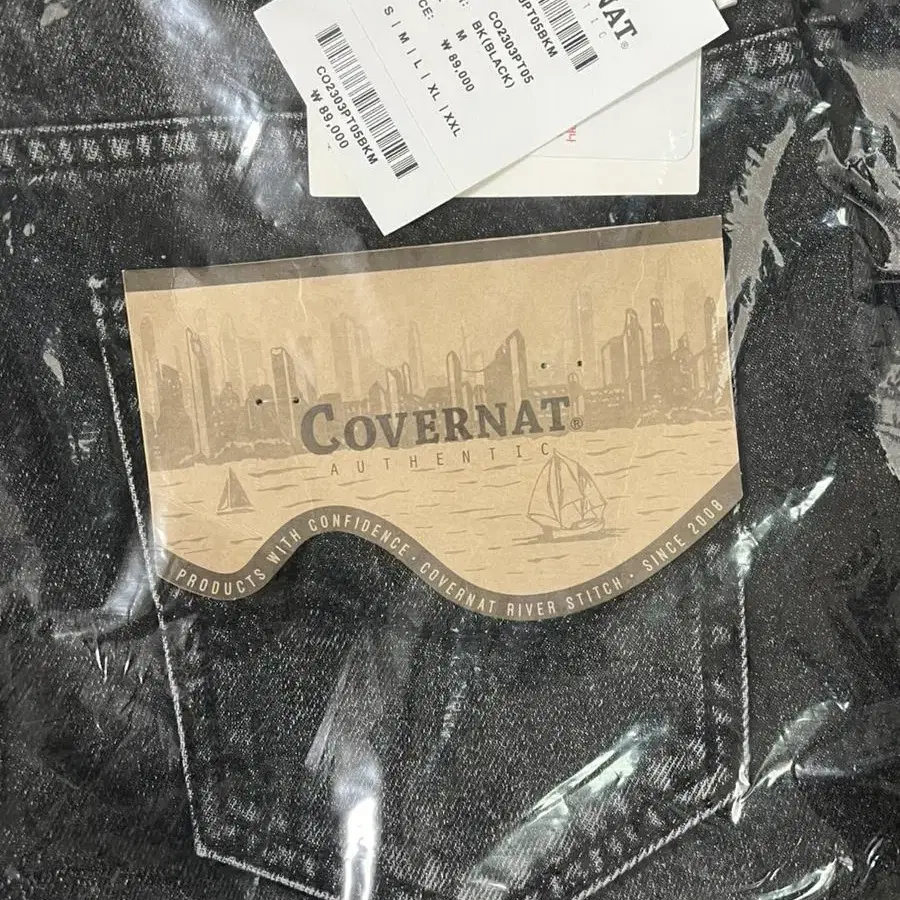 NAT®
TIC
CO2303PT05
BK(BLACK)
M
₩ 89,000
S I M I L I XL I XXL
CO2303PT05BKM
₩ 89,000
COVERNAT®
AUTHENTIC
PRODUCTS WITH CONFIDENCE · COVERNAT RIVER STITCH · SINCE 2008